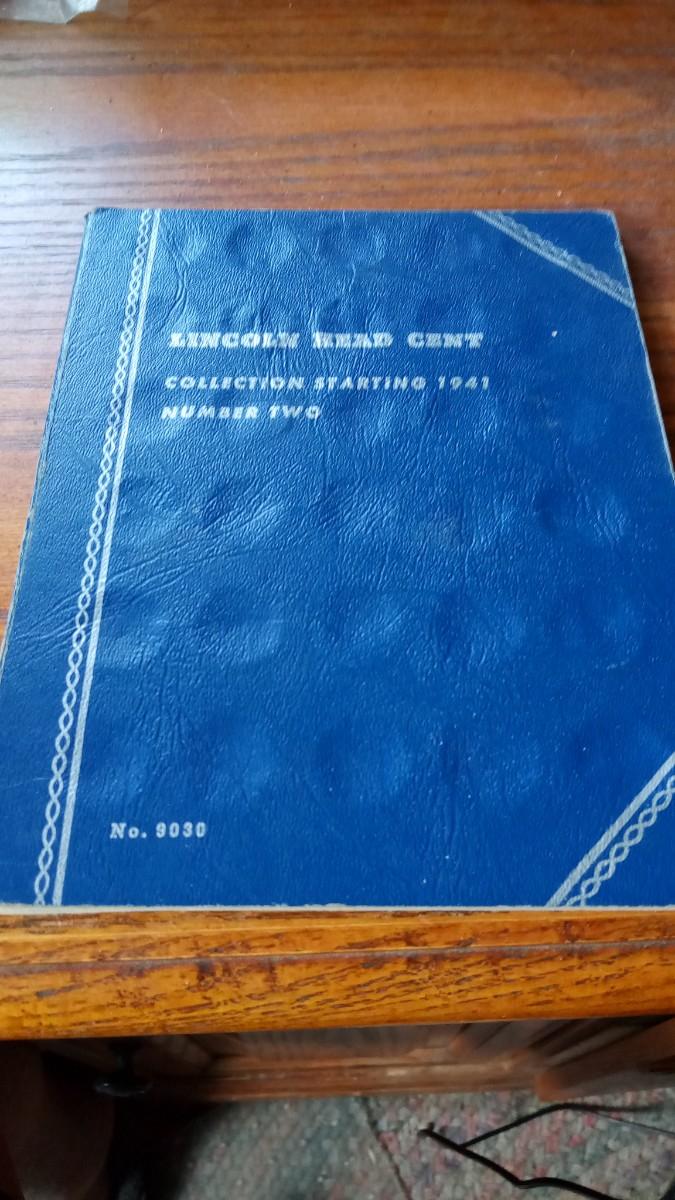 LINCOLN HEAD CENT
COLLECTION STARTING 1941
NUMBER TWO
No. 9030